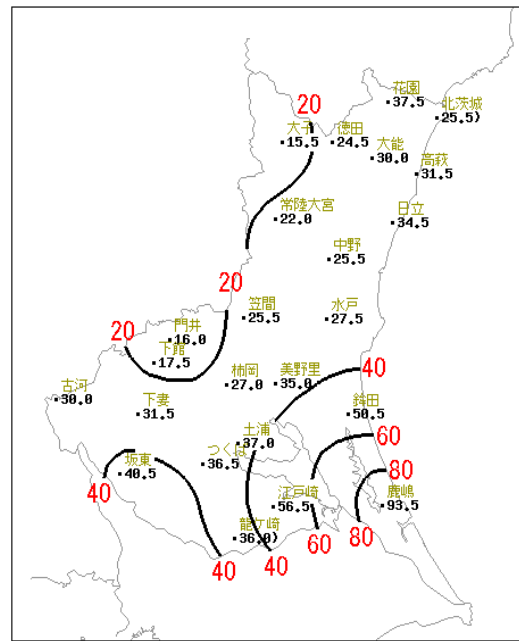 花園
37.5
北茨城
25.5)
20
大子
15.5
徳田
24.5
大能
30.0
高萩
31.5
常陸大宮
22.0
日立
34.5
中野
25.5
20
笠間
25.5
水戸
27.5
20
門井
16.0
下館
17.5
古河
30.0
下妻
31.5
柿岡
27.0
美野里
35.0
40
鉾田
50.5
土浦
37.0
60
つくば
36.5
坂東
40.5
40
80
江戸崎
56.5
鹿嶋
93.5
龍ケ崎
36.0)
60
80
40
40